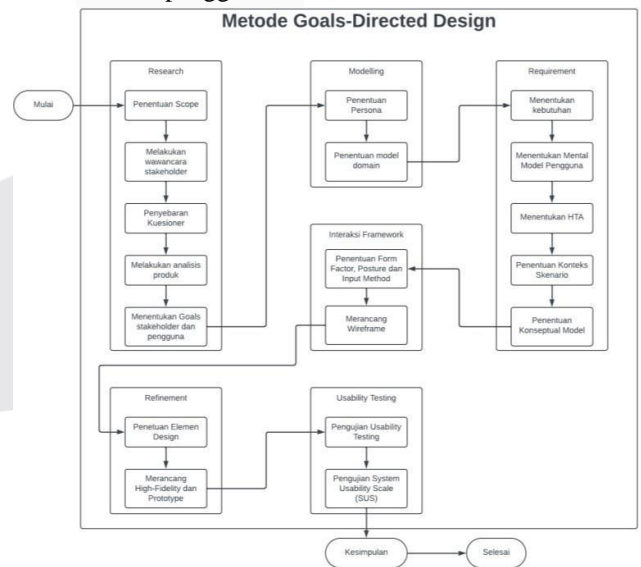 Metode Goals-Directed Design
Mulai
Research
Penentuan Scope
Melakukan
wawancara
stakeholder
Penyebaran
Kuesioner
Melakukan analisis
produk
Menentukan Goals
stakeholder dan
pengguna
Modelling
Penentuan
Persona
Penentuan model
domain
Requirement
Menentukan
kebutuhan
Menentukan Mental
Model Pengguna
Menentukan HTA
Penentuan Konteks
Skenario
Penentuan
Konseptual Model
Interaksi Framework
Penentuan Form
Factor, Posture dan
Input Method
Merancang
Wireframe
Refinement
Penetuan Elemen
Design
Merancang
High-Fidelity dan
Prototype
Usability Testing
Pengujian Usability
Testing
Pengujian System
Usability Scale
(SUS)
Kesimpulan
Selesai